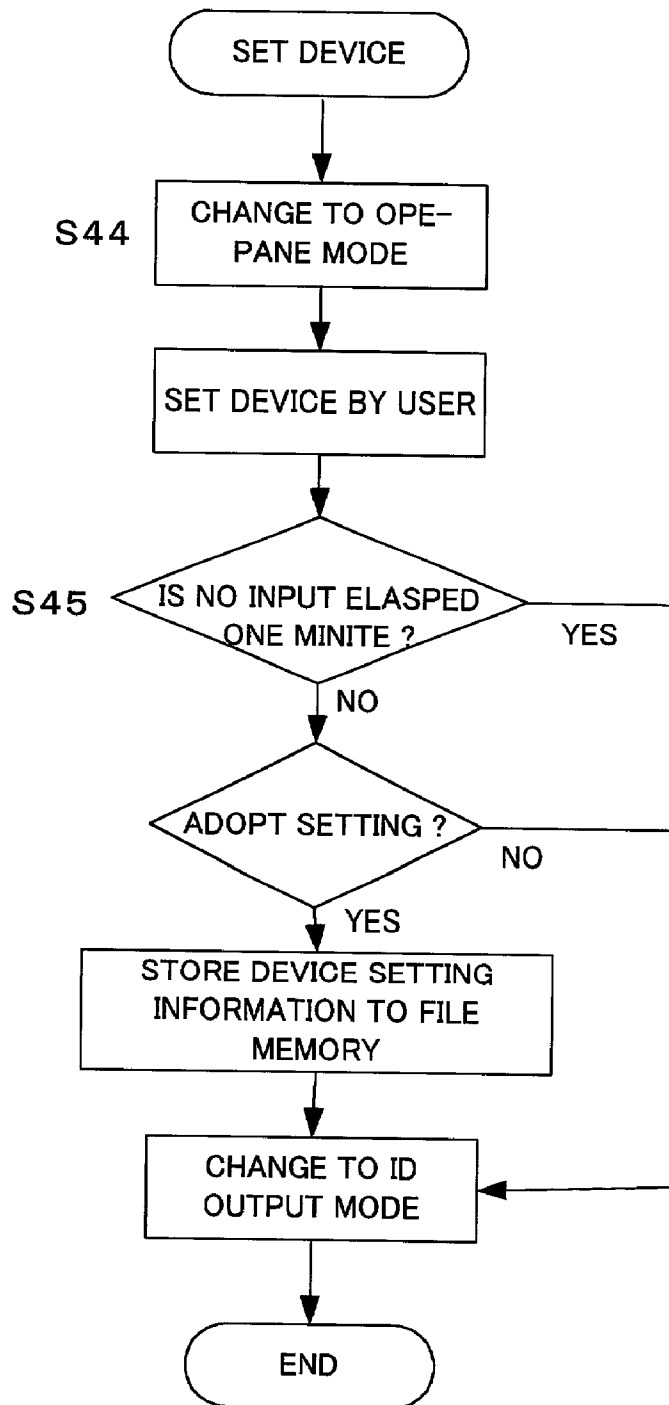 SET DEVICE
S44
CHANGE TO OPE-
PANE MODE
SET DEVICE BY USER
S45
IS NO INPUT ELASPED
ONE MINITE ?
YES
NO
ADOPT SETTING ?
NO
YES
STORE DEVICE SETTING
INFORMATION TO FILE
MEMORY
CHANGE TO ID
OUTPUT MODE
END